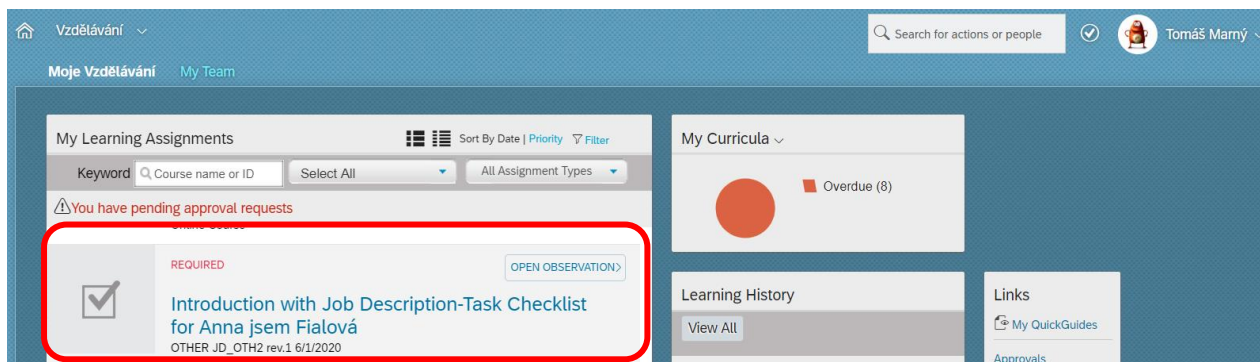 Vzdělávání
Search for actions or people
Tomáš Marný
Moje Vzdělávání My Team
My Learning Assignments
Sort By Date | Priority Filter
Keyword Course name or ID Select All All Assignment Types
You have pending approval requests
REQUIRED
OPEN OBSERVATION>
Introduction with Job Description-Task Checklist
for Anna jsem Fialová
OTHER JD_OTH2 rev.1 6/1/2020
My Curricula
Overdue (8)
Learning History
View All
Links
My QuickGuides
Approvals